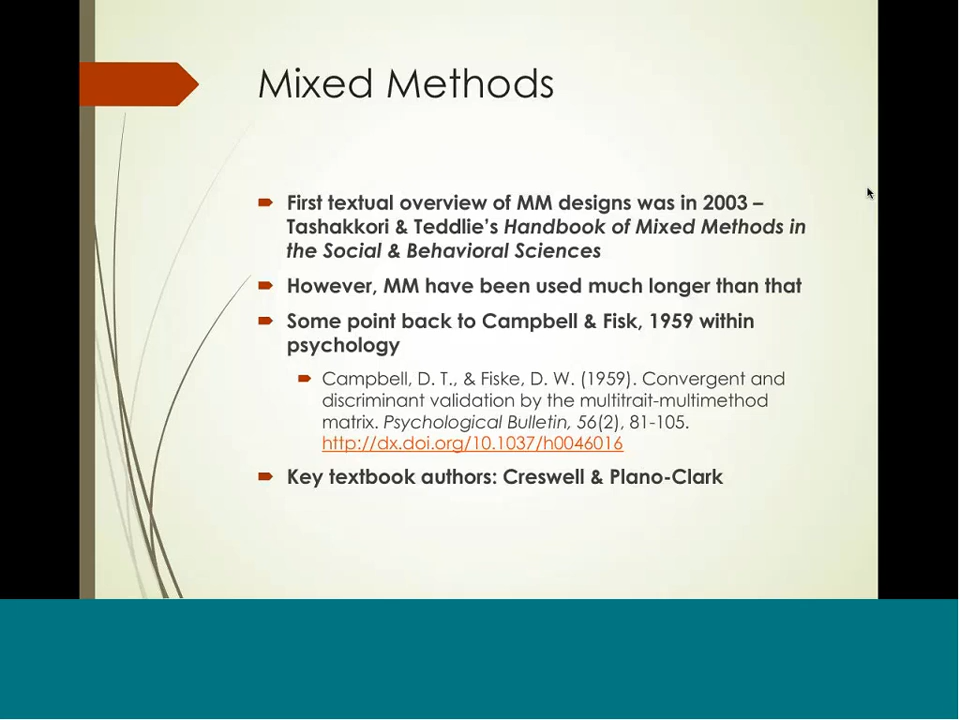 Mixed Methods
First textual overview of MM designs was in 2003 –
Tashakkori & Teddlie's Handbook of Mixed Methods in
the Social & Behavioral Sciences
However, MM have been used much longer than that
Some point back to Campbell & Fisk, 1959 within
psychology
Campbell, D. T., & Fiske, D. W. (1959). Convergent and
discriminant validation by the multitrait-multimethod
matrix. Psychological Bulletin, 56(2), 81-105.
http://dx.doi.org/10.1037/h0046016
Key textbook authors: Creswell & Plano-Clark